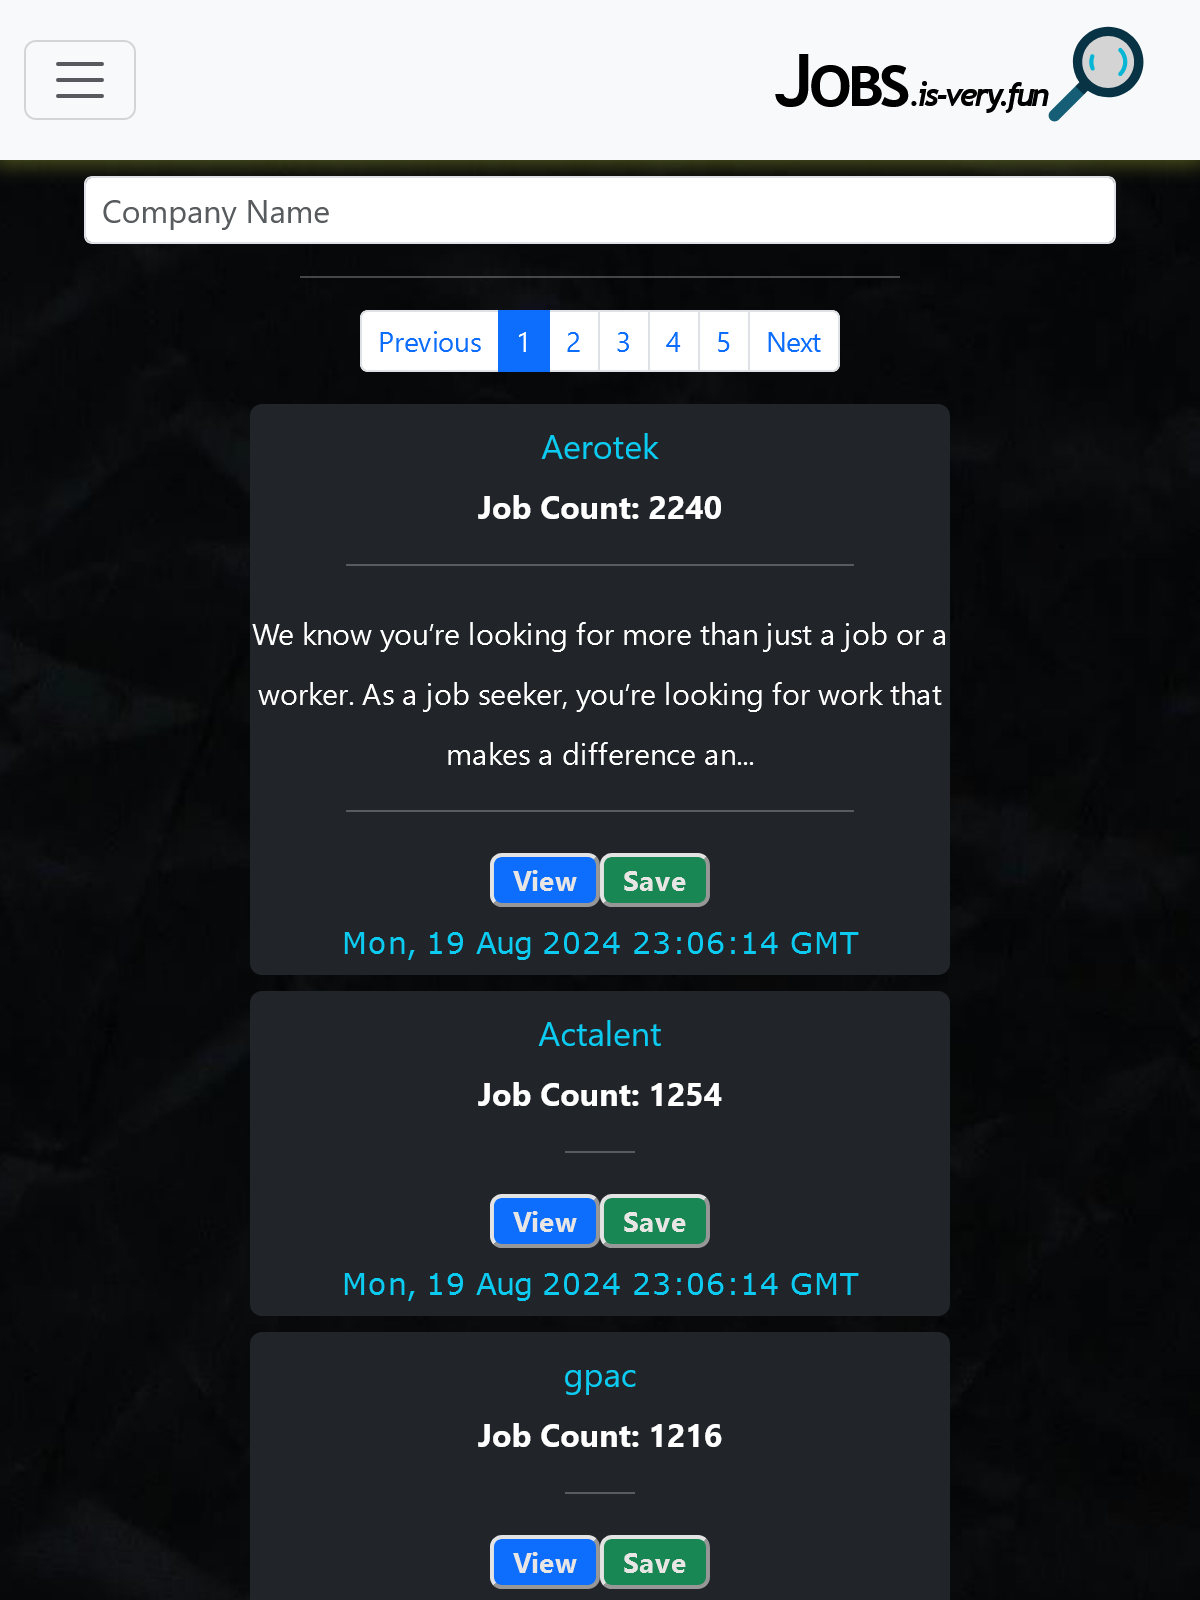 JOBS.is-very.fun
Company Name
Previous 1 2 3 4 5 Next
Aerotek
Job Count: 2240
We know you’re looking for more than just a job or a
worker. As a job seeker, you’re looking for work that
makes a difference an...
View Save
Mon, 19 Aug 2024 23:06:14 GMT
Actalent
Job Count: 1254
View Save
Mon, 19 Aug 2024 23:06:14 GMT
gpac
Job Count: 1216
View Save